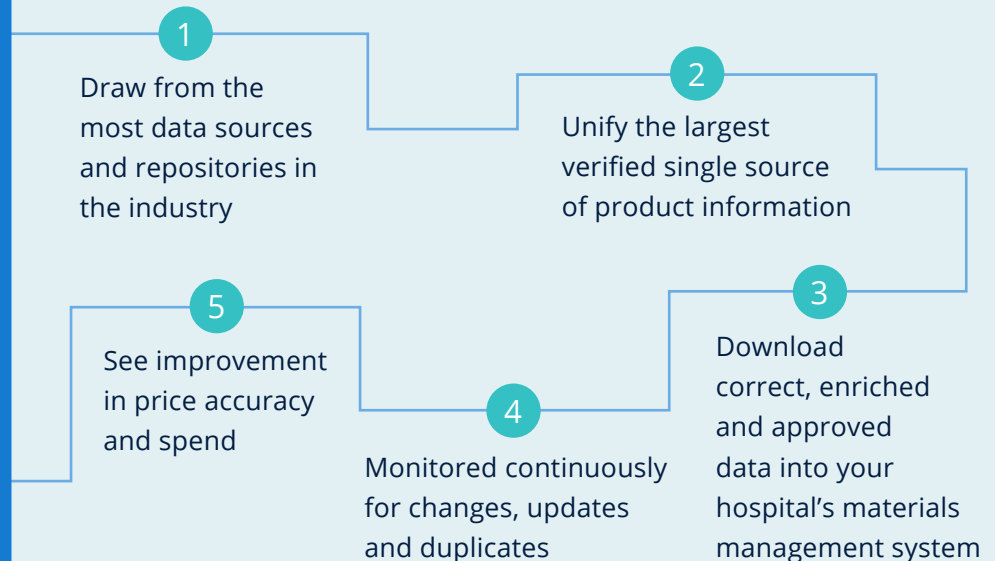 1
Draw from the
most data sources
and repositories in
the industry
2
Unify the largest
verified single source
of product information
3
Download
correct, enriched
and approved
data into your
hospital’s materials
management system
4
Monitored continuously
for changes, updates
and duplicates
5
See improvement
in price accuracy
and spend